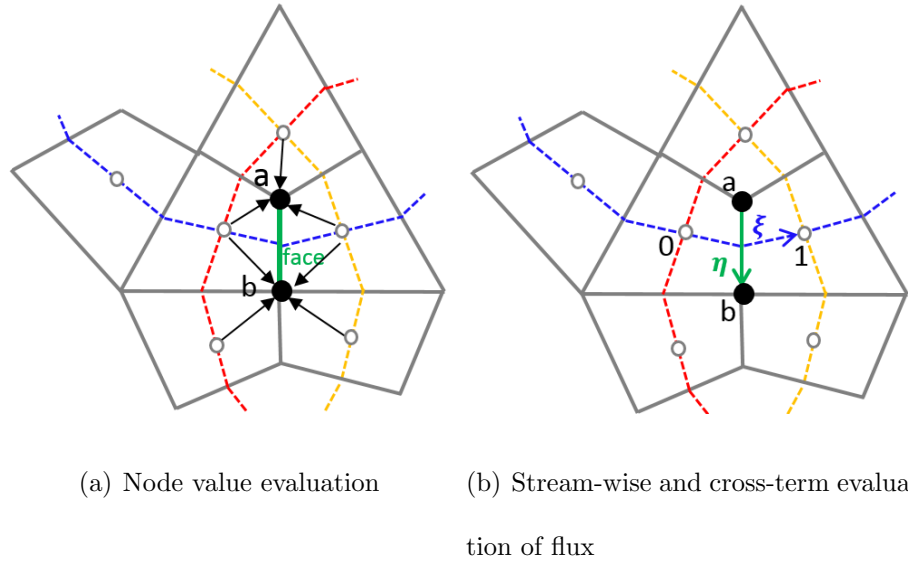 a
face
b
a
ξ
0
1
η
b
(a) Node value evaluation
(b) Stream-wise and cross-term evalua
tion of flux